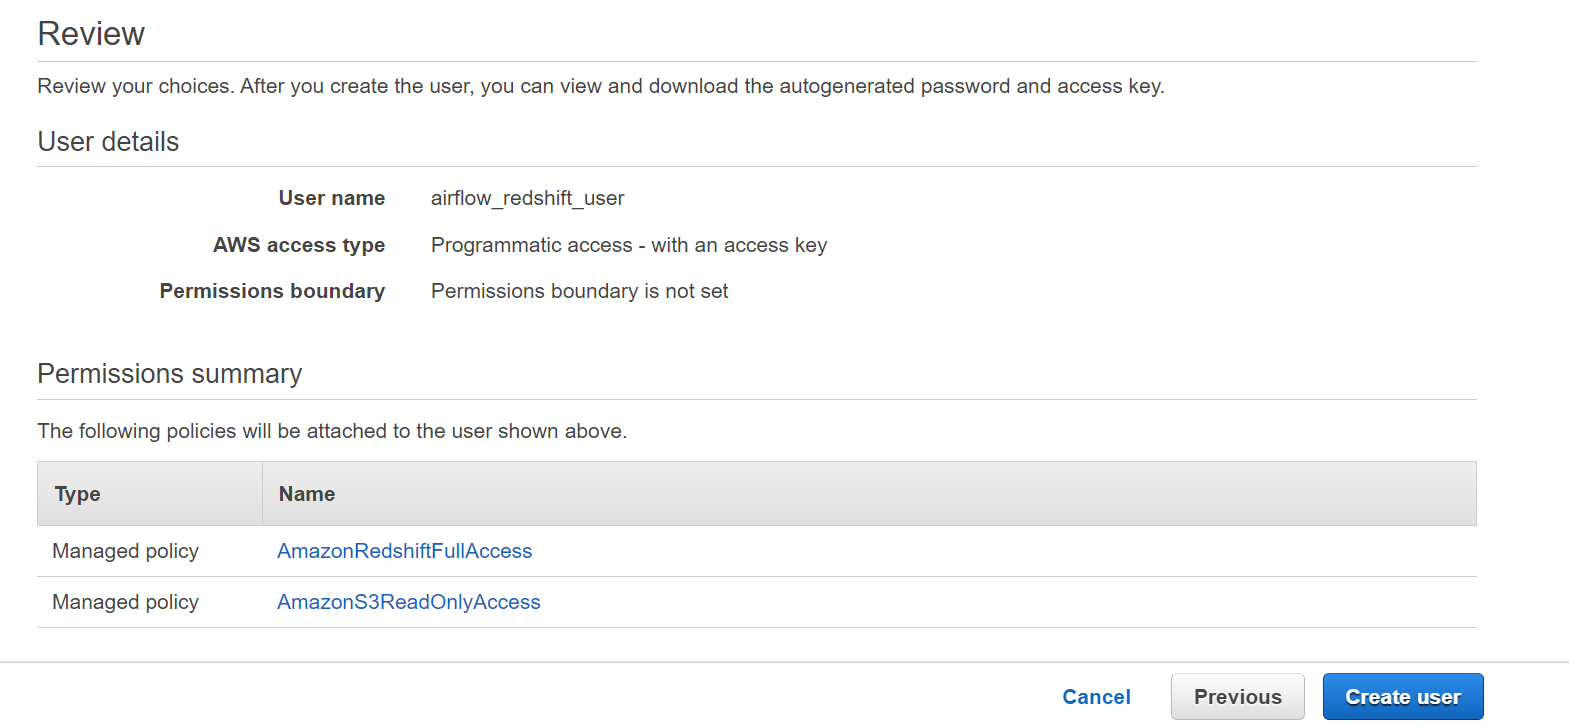 Review
Review your choices. After you create the user, you can view and download the autogenerated password and access key.
User details
User name airflow_redshift_user
AWS access type Programmatic access - with an access key
Permissions boundary Permissions boundary is not set
Permissions summary
The following policies will be attached to the user shown above.
Type Name
Managed policy AmazonRedshiftFullAccess
Managed policy AmazonS3ReadOnlyAccess
Cancel Previous Create user